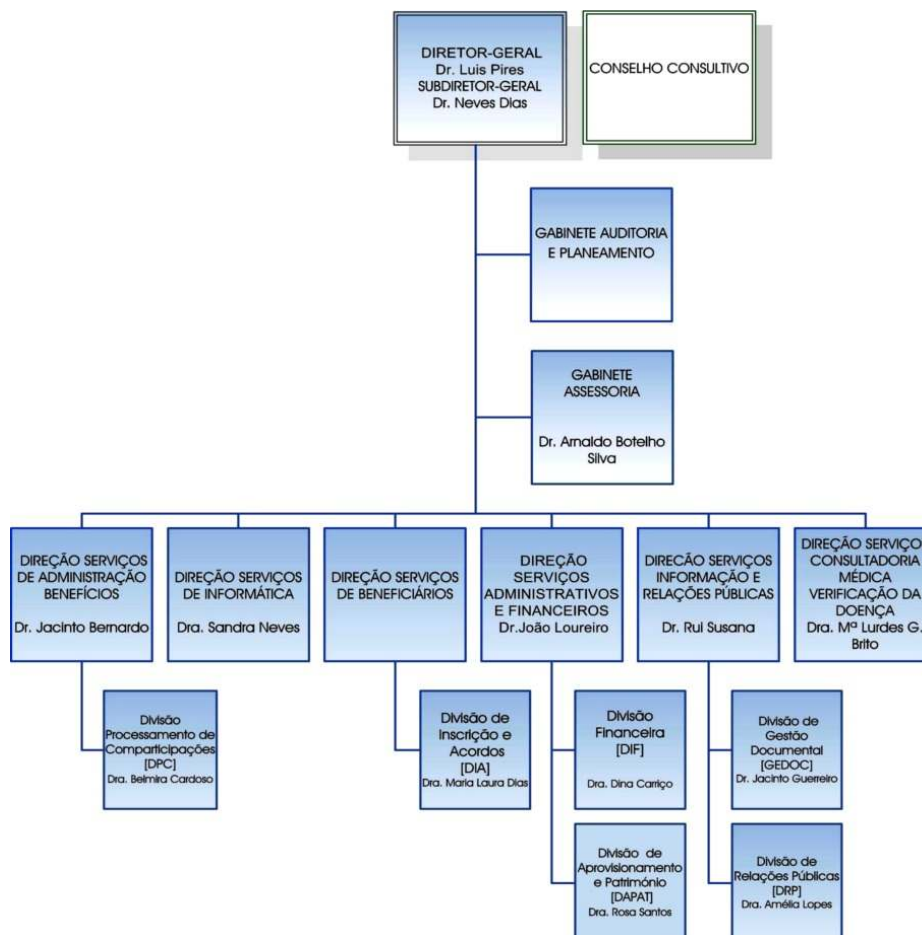 DIRETOR-GERAL
Dr. Luis Pires
SUBDIRETOR-GERAL
Dr. Neves Dias
CONSELHO CONSULTIVO
GABINETE AUDITORIA
E PLANEAMENTO
GABINETE
ASSESSORIA
Dr. Arnaldo Botelho
Silva
DIREÇÃO SERVIÇOS
DE ADMINISTRAÇÃO
BENEFÍCIOS
Dr. Jacinto Bernardo
DIREÇÃO SERVIÇOS
DE INFORMÁTICA
Dra. Sandra Neves
DIREÇÃO SERVIÇOS
DE BENEFICIÁRIOS
DIREÇÃO
SERVIÇOS
ADMINISTRATIVOS
E FINANCEIROS
Dr.João Loureiro
DIRECÃO SERVIÇOS
INFORMAÇÃO E
RELAÇÕES PÚBLICAS
Dr. Rui Susana
DIREÇÃO SERVIÇO
CONSULTADORIA
MÉDICA
VERIFICAÇÃO DA
DOENÇA
Dra. Mª Lurdes G.
Brito
Divisão
Processamento de
Comparticipações
[DPC]
Dra. Belmira Cardoso
Divisão de
Inscrição e
Acordos
[DIA]
Dra. Maria Laura Dias
Divisão
Financeira
[DIF]
Dra. Dina Carriço
Divisão de
Gestão
Documental
[GEDOC]
Dr. Jacinto Guerreiro
Divisão de
Aprovisionamento
e Património
[DAPAT]
Dra. Rosa Santos
Divisão de
Relações Públicas
[DRP]
Dra. Amélia Lopes